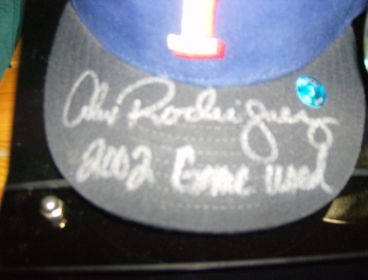 T
Alex Rodriguez
2002 Game used